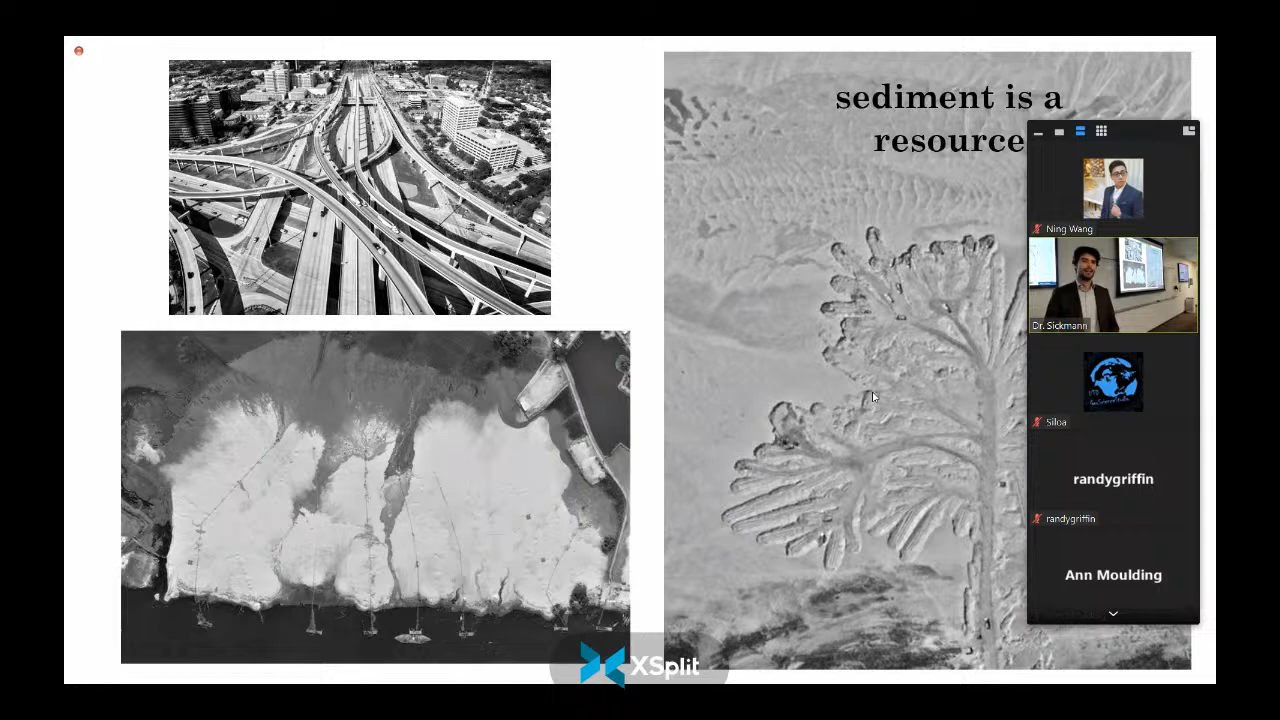 sediment is a
resource
Ning Wang
Dr. Sickmann
Siloa
randygriffin
randygriffin
Ann Moulding
XSplit